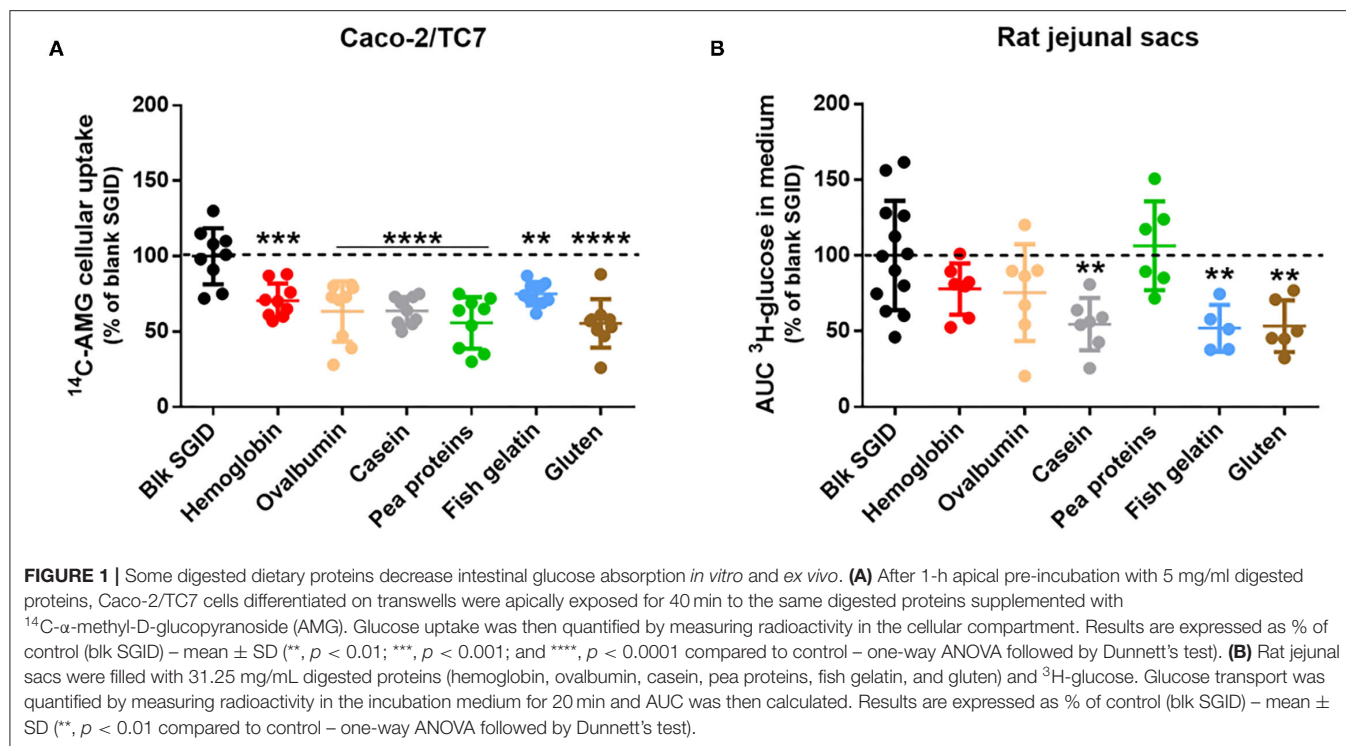 A
Caco-2/TC7
¹⁴C-AMG cellular uptake
(% of blank SGID)
200
150
100
50
0
***
****
**
****
Blk SGID
Hemoglobin
Ovalbumin
Casein
Pea proteins
Fish gelatin
Gluten
B
Rat jejunal sacs
AUC ³H-glucose in medium
(% of blank SGID)
200
150
100
50
0
**
**
**
Blk SGID
Hemoglobin
Ovalbumin
Casein
Pea proteins
Fish gelatin
Gluten
FIGURE 1 | Some digested dietary proteins decrease intestinal glucose absorption in vitro and ex vivo. (A) After 1-h apical pre-incubation with 5 mg/ml digested
proteins, Caco-2/TC7 cells differentiated on transwells were apically exposed for 40 min to the same digested proteins supplemented with
¹⁴C-α-methyl-D-glucopyranoside (AMG). Glucose uptake was then quantified by measuring radioactivity in the cellular compartment. Results are expressed as % of
control (blk SGID) – mean ± SD (**, p < 0.01; ***, p < 0.001; and ****, p < 0.0001 compared to control – one-way ANOVA followed by Dunnett's test). (B) Rat jejunal
sacs were filled with 31.25 mg/mL digested proteins (hemoglobin, ovalbumin, casein, pea proteins, fish gelatin, and gluten) and ³H-glucose. Glucose transport was
quantified by measuring radioactivity in the incubation medium for 20 min and AUC was then calculated. Results are expressed as % of control (blk SGID) – mean ±
SD (**, p < 0.01 compared to control – one-way ANOVA followed by Dunnett's test).